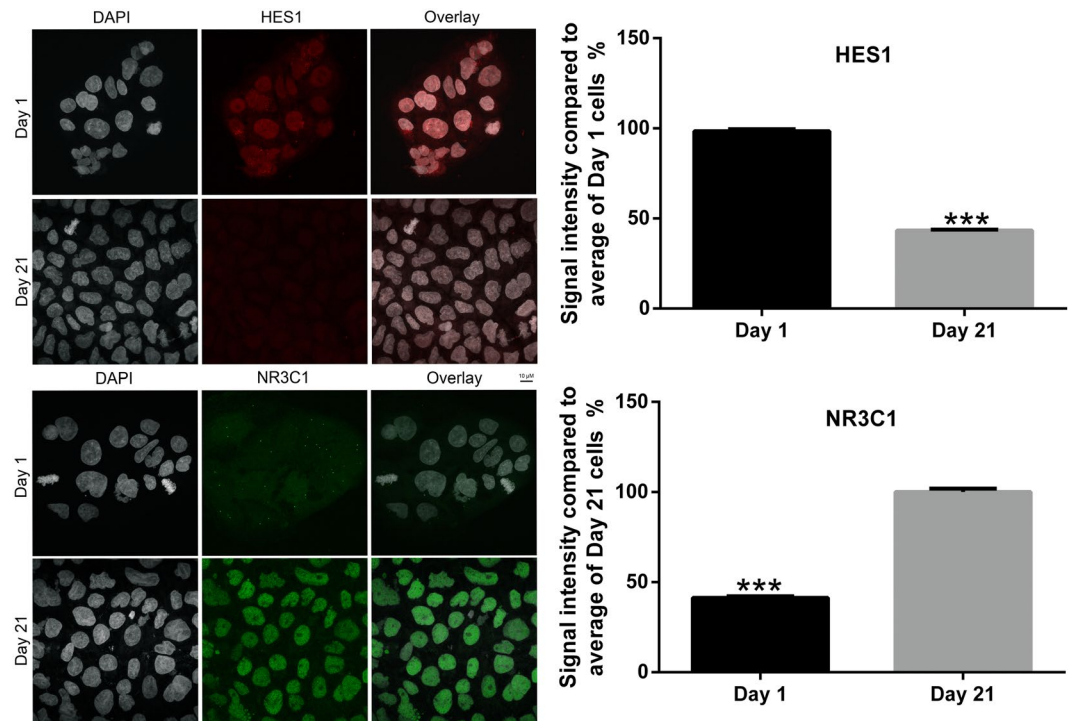 DAPI HES1 Overlay
Day 1
Day 21
DAPI NR3C1 Overlay
10 µM
Day 1
Day 21
HES1
Signal intensity compared to
average of Day 1 cells %
150
100
50
0
***
Day 1 Day 21
NR3C1
Signal intensity compared to
average of Day 21 cells %
150
100
50
0
***
Day 1 Day 21